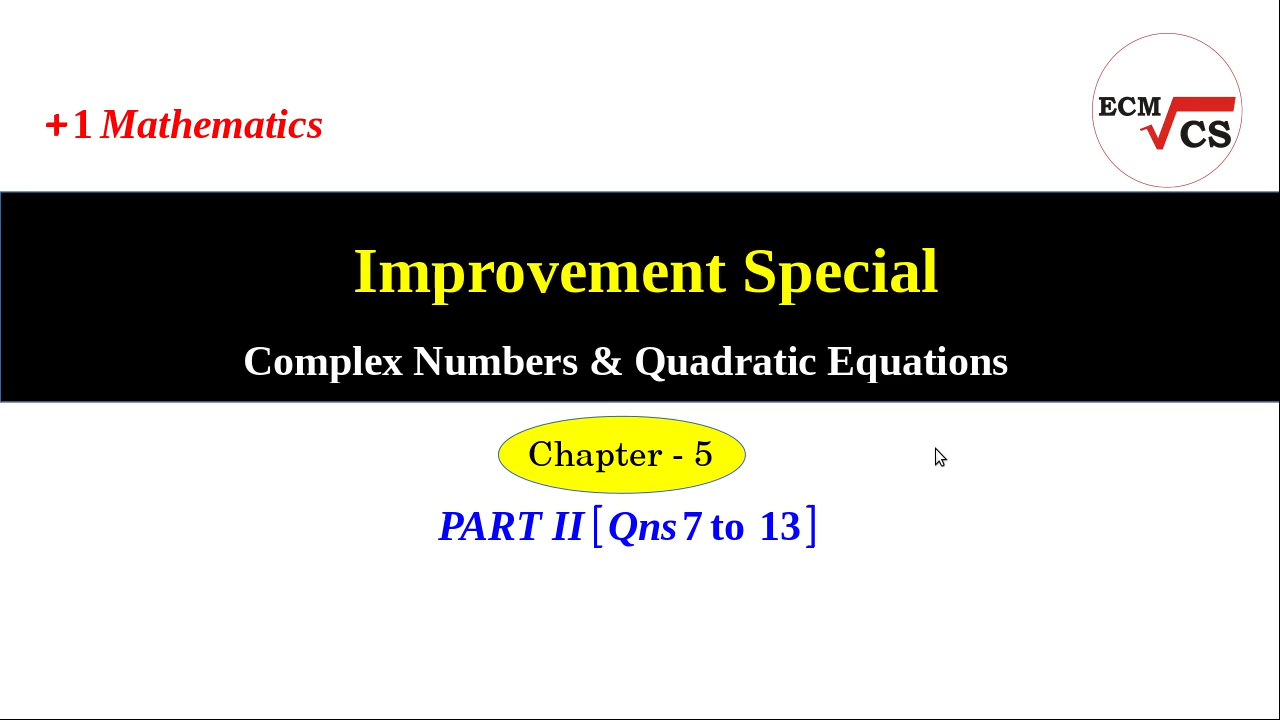 +1 Mathematics
ECM
√CS
Improvement Special
Complex Numbers & Quadratic Equations
Chapter - 5
PART II [Qns 7 to 13]